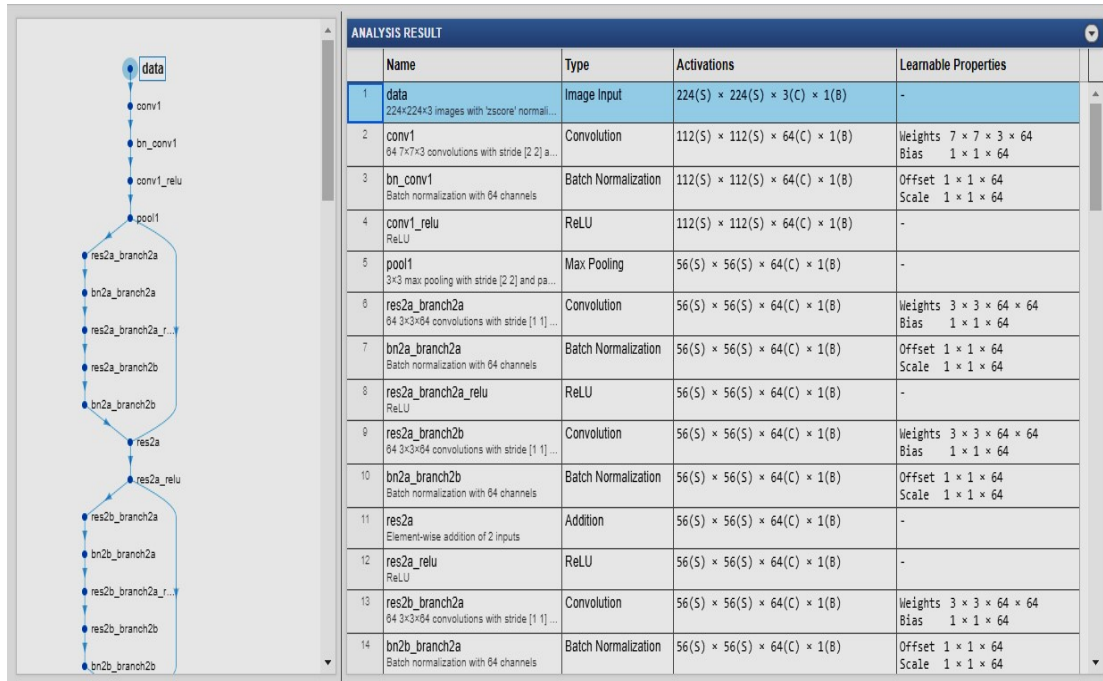 data
conv1
bn_conv1
conv1_relu
pool1
res2a_branch2a
bn2a_branch2a
res2a_branch2a_r...
res2a_branch2b
bn2a_branch2b
res2a
res2a_relu
res2b_branch2a
bn2b_branch2a
res2b_branch2a_r...
res2b_branch2b
bn2b_branch2b
ANALYSIS RESULT
Name Type Activations Learnable Properties
1 data Image Input 224(S) × 224(S) × 3(C) × 1(B) -
224×224×3 images with 'zscore' normali...
2 conv1 Convolution 112(S) × 112(S) × 64(C) × 1(B) Weights 7 × 7 × 3 × 64
64 7×7×3 convolutions with stride [2 2] a... Bias 1 × 1 × 64
3 bn_conv1 Batch Normalization 112(S) × 112(S) × 64(C) × 1(B) Offset 1 × 1 × 64
Batch normalization with 64 channels Scale 1 × 1 × 64
4 conv1_relu ReLU 112(S) × 112(S) × 64(C) × 1(B) -
ReLU
5 pool1 Max Pooling 56(S) × 56(S) × 64(C) × 1(B) -
3×3 max pooling with stride [2 2] and pa...
6 res2a_branch2a Convolution 56(S) × 56(S) × 64(C) × 1(B) Weights 3 × 3 × 64 × 64
64 3×3×64 convolutions with stride [1 1] ... Bias 1 × 1 × 64
7 bn2a_branch2a Batch Normalization 56(S) × 56(S) × 64(C) × 1(B) Offset 1 × 1 × 64
Batch normalization with 64 channels Scale 1 × 1 × 64
8 res2a_branch2a_relu ReLU 56(S) × 56(S) × 64(C) × 1(B) -
ReLU
9 res2a_branch2b Convolution 56(S) × 56(S) × 64(C) × 1(B) Weights 3 × 3 × 64 × 64
64 3×3×64 convolutions with stride [1 1] ... Bias 1 × 1 × 64
10 bn2a_branch2b Batch Normalization 56(S) × 56(S) × 64(C) × 1(B) Offset 1 × 1 × 64
Batch normalization with 64 channels Scale 1 × 1 × 64
11 res2a Addition 56(S) × 56(S) × 64(C) × 1(B) -
Element-wise addition of 2 inputs
12 res2a_relu ReLU 56(S) × 56(S) × 64(C) × 1(B) -
ReLU
13 res2b_branch2a Convolution 56(S) × 56(S) × 64(C) × 1(B) Weights 3 × 3 × 64 × 64
64 3×3×64 convolutions with stride [1 1] ... Bias 1 × 1 × 64
14 bn2b_branch2a Batch Normalization 56(S) × 56(S) × 64(C) × 1(B) Offset 1 × 1 × 64
Batch normalization with 64 channels Scale 1 × 1 × 64